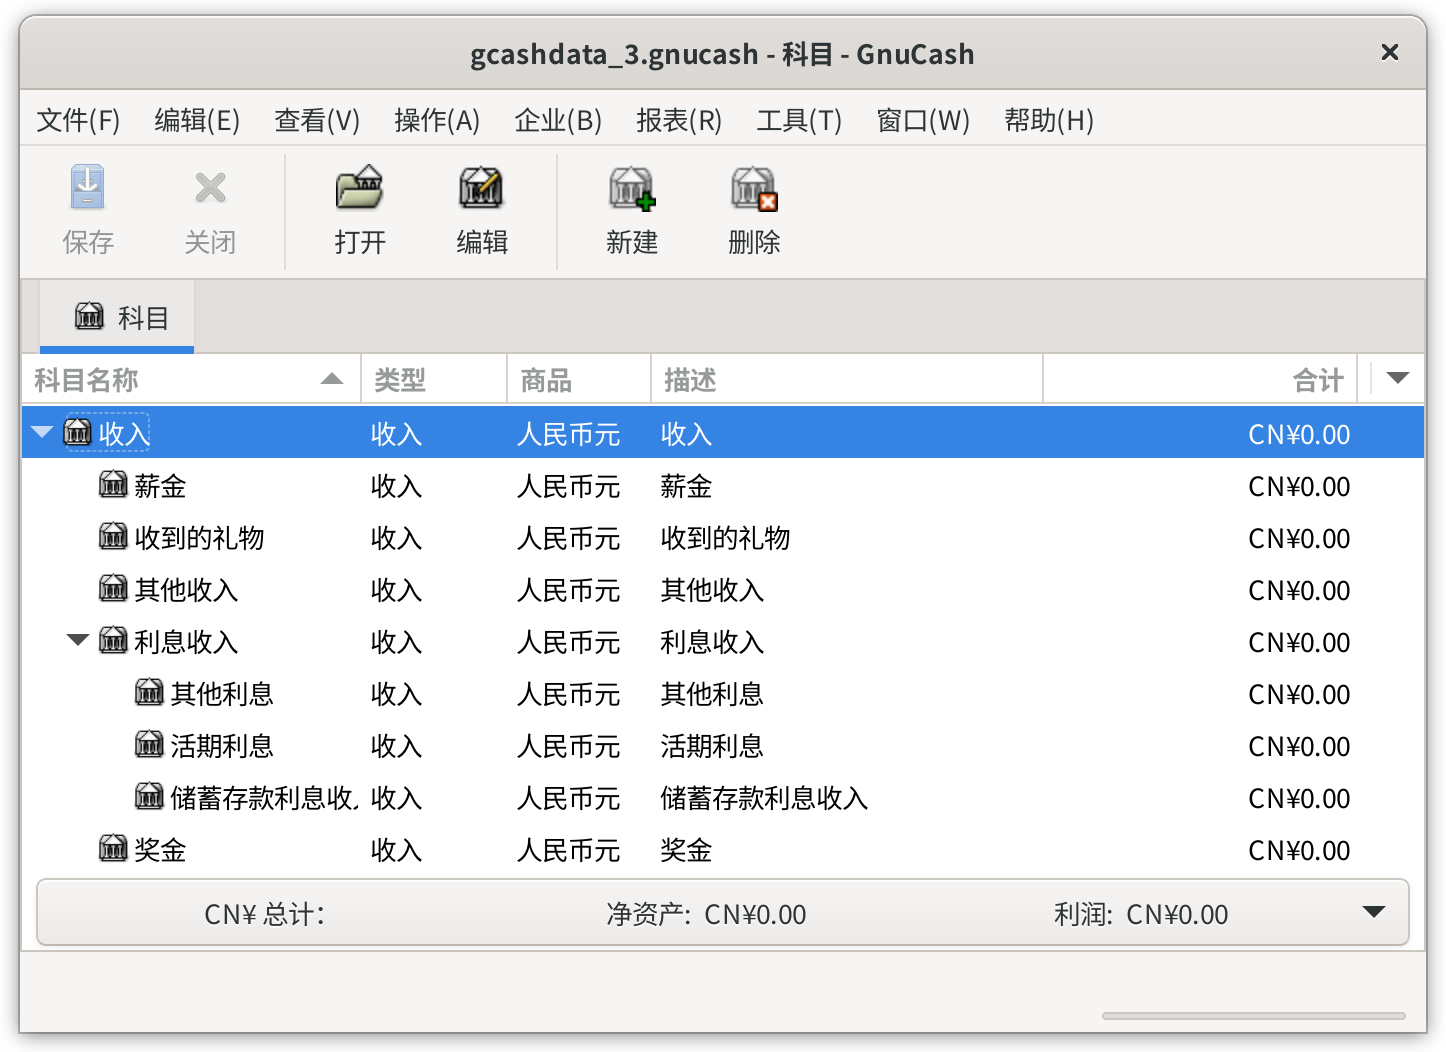 gcashdata_3.gnucash - 科目 - GnuCash
文件(F) 编辑(E) 查看(V) 操作(A) 企业(B) 报表(R) 工具(T) 窗口(W) 帮助(H)
保存 关闭 打开 编辑 新建 删除
科目
科目名称 类型 商品 描述 合计
收入 收入 人民币元 收入 CN¥0.00
薪金 收入 人民币元 薪金 CN¥0.00
收到的礼物 收入 人民币元 收到的礼物 CN¥0.00
其他收入 收入 人民币元 其他收入 CN¥0.00
利息收入 收入 人民币元 利息收入 CN¥0.00
其他利息 收入 人民币元 其他利息 CN¥0.00
活期利息 收入 人民币元 活期利息 CN¥0.00
储蓄存款利息收 收入 人民币元 储蓄存款利息收入 CN¥0.00
奖金 收入 人民币元 奖金 CN¥0.00
CN¥ 总计： 净资产: CN¥0.00 利润: CN¥0.00